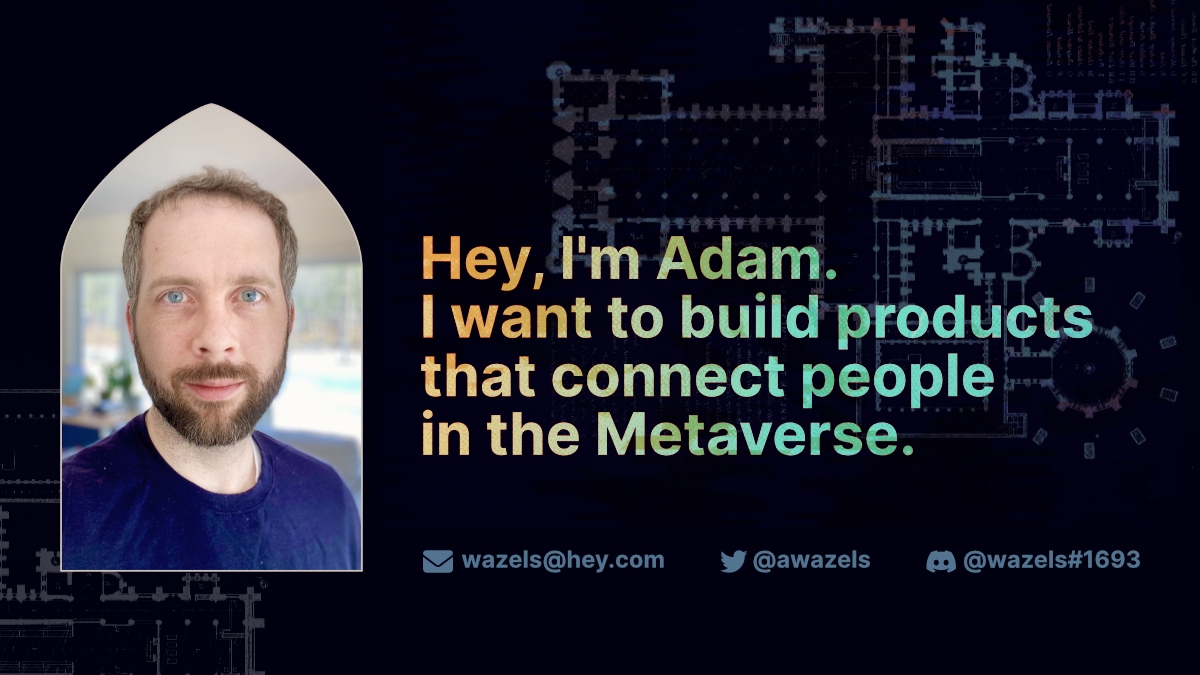 Hey, I'm Adam.
I want to build products
that connect people
in the Metaverse.
wazels@hey.com @awazels @wazels#1693